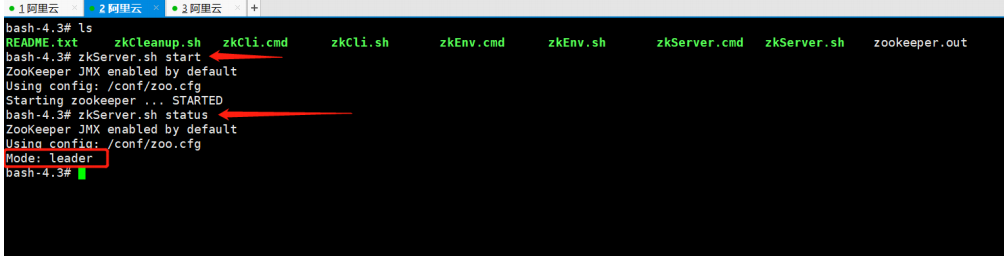 1 阿里云 × 2 阿里云 × 3 阿里云 × +
bash-4.3# ls
README.txt zkCleanup.sh zkCli.cmd zkCli.sh zkEnv.cmd zkEnv.sh zkServer.cmd zkServer.sh zookeeper.out
bash-4.3# zkServer.sh start
ZooKeeper JMX enabled by default
Using config: /conf/zoo.cfg
Starting zookeeper ... STARTED
bash-4.3# zkServer.sh status
ZooKeeper JMX enabled by default
Using config: /conf/zoo.cfg
Mode: leader
bash-4.3#